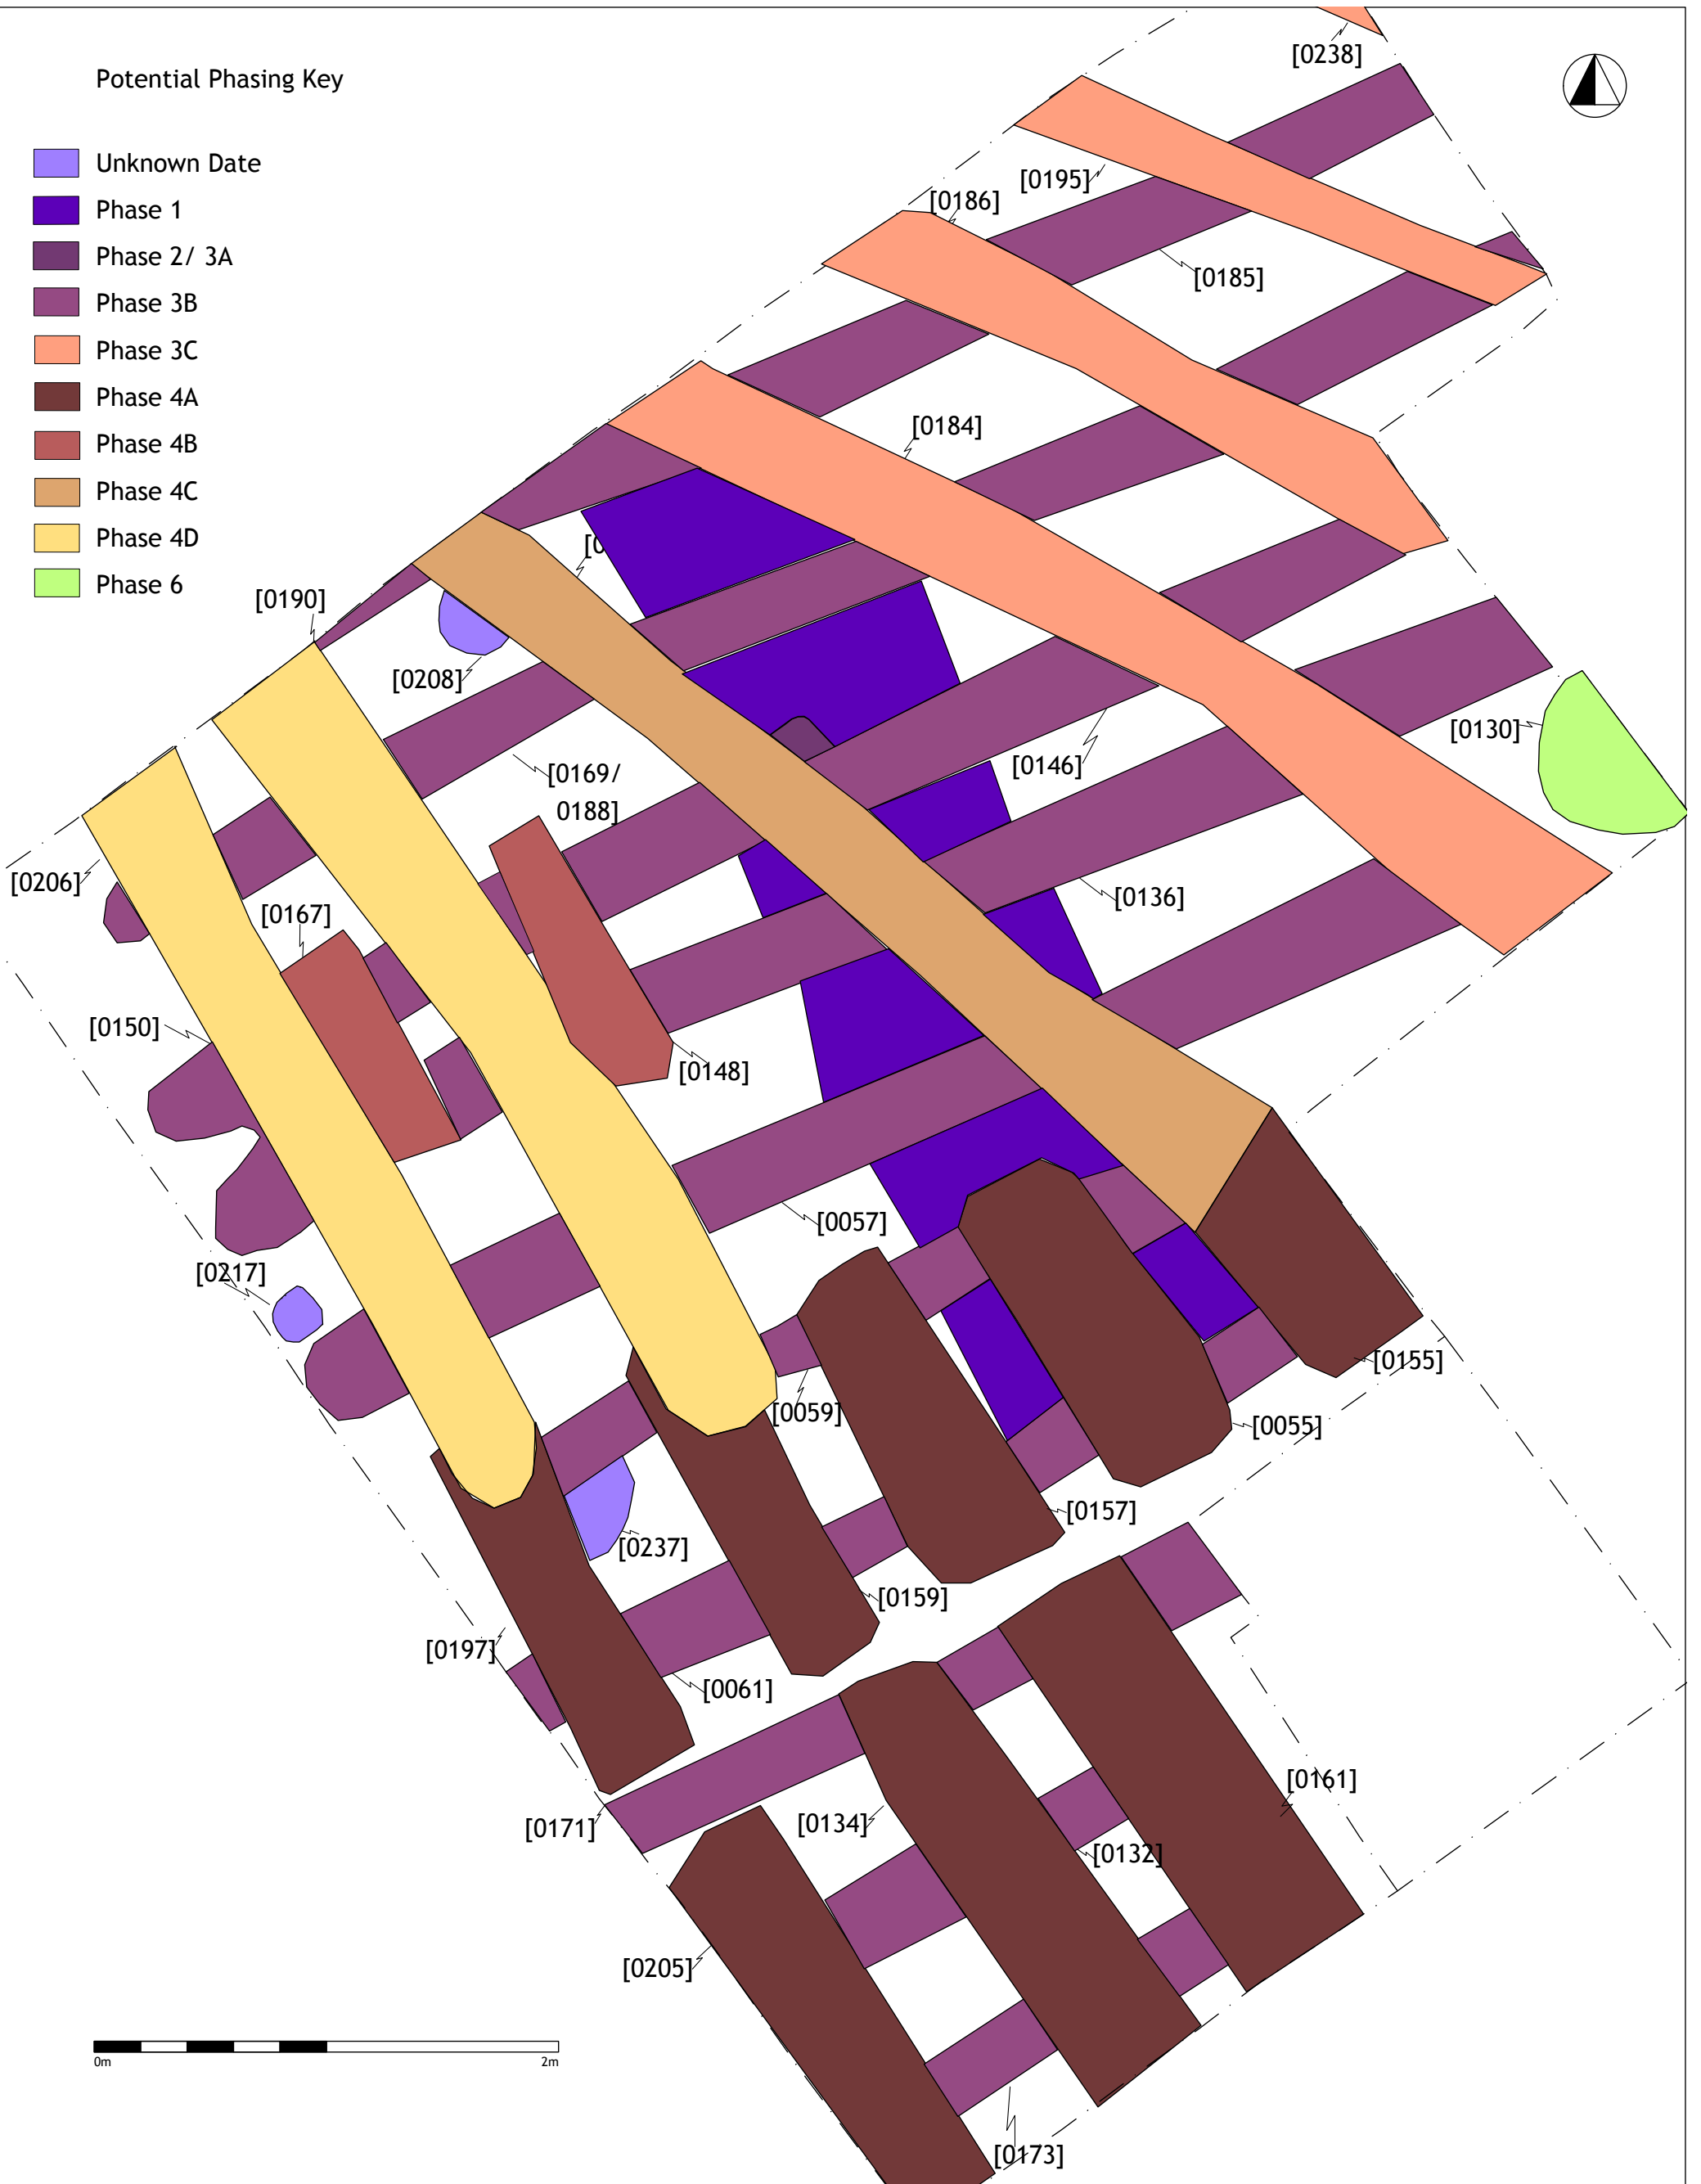 Potential Phasing Key
Unknown Date
Phase 1
Phase 2/ 3A
Phase 3B
Phase 3C
Phase 4A
Phase 4B
Phase 4C
Phase 4D
Phase 6
[0238]
[0195]
[0186]
[0185]
[0184]
[0190]
[0208]
[0130]
[0146]
[0169/
0188]
[0206]
[0136]
[0167]
[0150]
[0148]
[0057]
[0217]
[0155]
[0059]
[0055]
[0157]
[0237]
[0159]
[0197]
[0061]
[0161]
[0171]
[0134]
[0132]
[0205]
[0173]
0m
2m